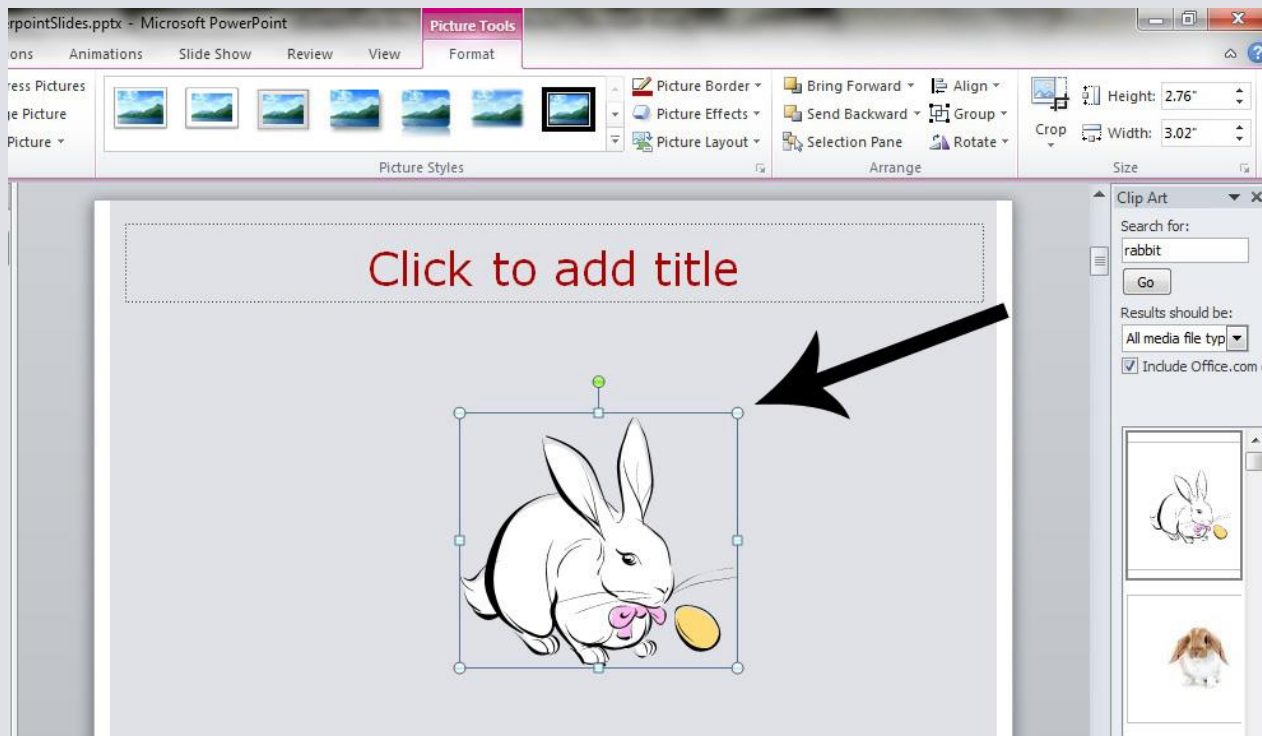 rpointSlides.pptx - Microsoft PowerPoint
Picture Tools
ons Animations Slide Show Review View Format
ress Pictures
e Picture
Picture
Picture Border
Picture Effects
Picture Layout
Picture Styles
Bring Forward
Send Backward
Selection Pane
Align
Group
Rotate
Arrange
Crop
Height: 2.76"
Width: 3.02"
Size
Click to add title
Clip Art
Search for:
rabbit
Go
Results should be:
All media file typ
Include Office.com